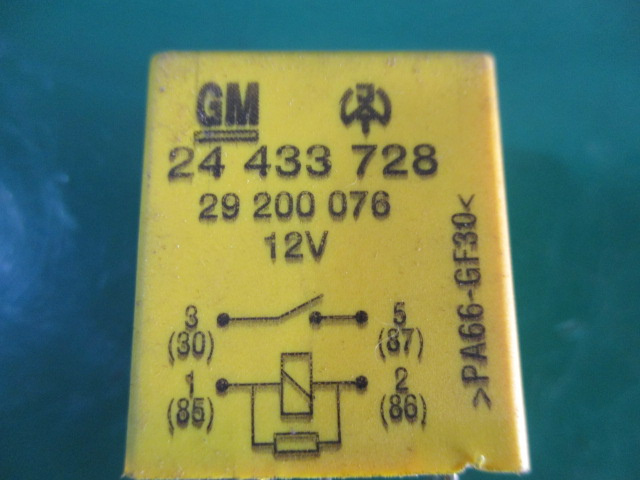 GM
24 433 728
29 200 076
12V
3 5
(30) (87)
1 2
(85) (86)
>PA66-GF30<